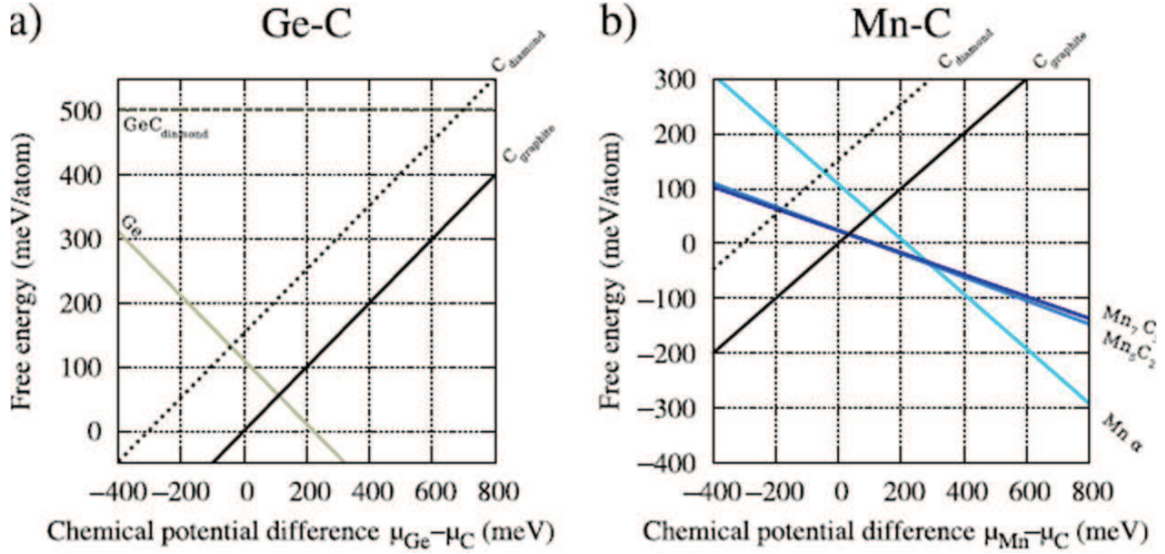 a)
Ge-C
C diamond
500
GeC diamond
C graphite
400
Ge
300
200
100
0
Free energy (meV/atom)
−400 −200 0 200 400 600 800
Chemical potential difference μGe−μC (meV)
b)
Mn-C
C diamond
C graphite
300
200
100
0
−100
−200
−300
−400
Free energy (meV/atom)
Mn7 C3
Mn5C2
Mn α
−400 −200 0 200 400 600 800
Chemical potential difference μMn−μC (meV)